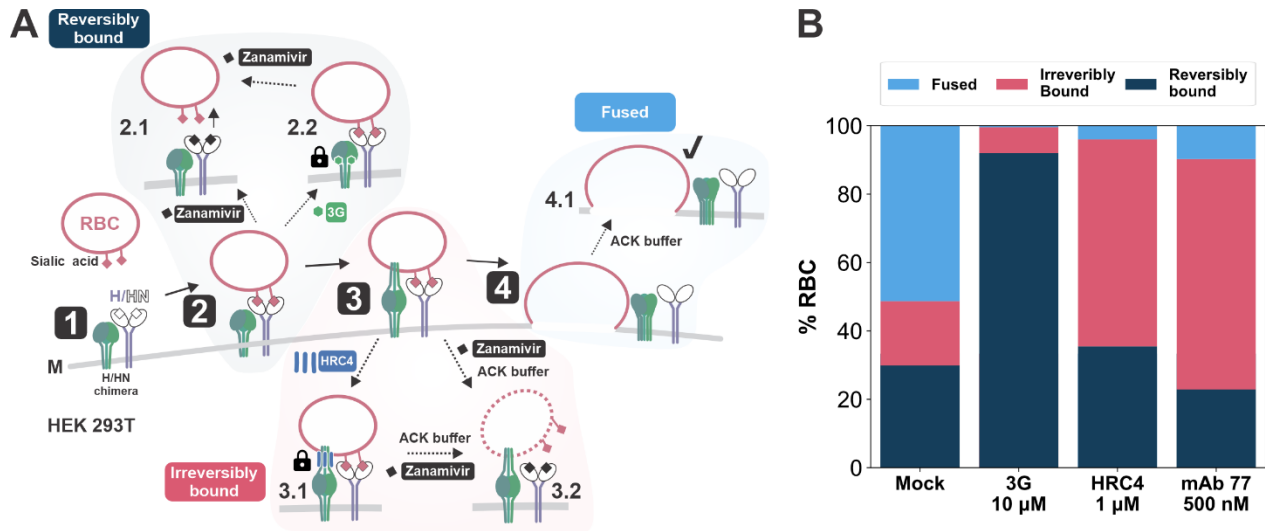 A
Reversibly
bound
Zanamivir
2.1
2.2
Zanamivir
3G
RBC
Sialic acid
H/HN
1
2
3
4
M
H/HN
chimera
HEK 293T
Fused
4.1
ACK buffer
HRC4
Zanamivir
ACK buffer
ACK buffer
Zanamivir
Irreversibly
bound
3.1
3.2
B
Fused
Irreveribly
Bound
Reversibly
bound
% RBC
100
80
60
40
20
0
Mock
3G
10 µM
HRC4
1 µM
mAb 77
500 nM